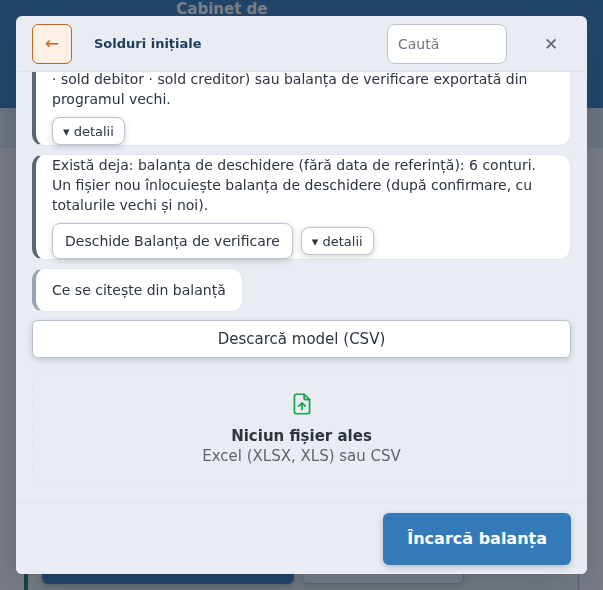 Cabinet de
←
Solduri inițiale
Caută
✕
· sold debitor · sold creditor) sau balanța de verificare exportată din
programul vechi.
▾ detalii
Există deja: balanța de deschidere (fără data de referință): 6 conturi.
Un fișier nou înlocuiește balanța de deschidere (după confirmare, cu
totalurile vechi și noi).
Deschide Balanța de verificare
▾ detalii
Ce se citește din balanță
Descarcă model (CSV)
Niciun fișier ales
Excel (XLSX, XLS) sau CSV
Încarcă balanța